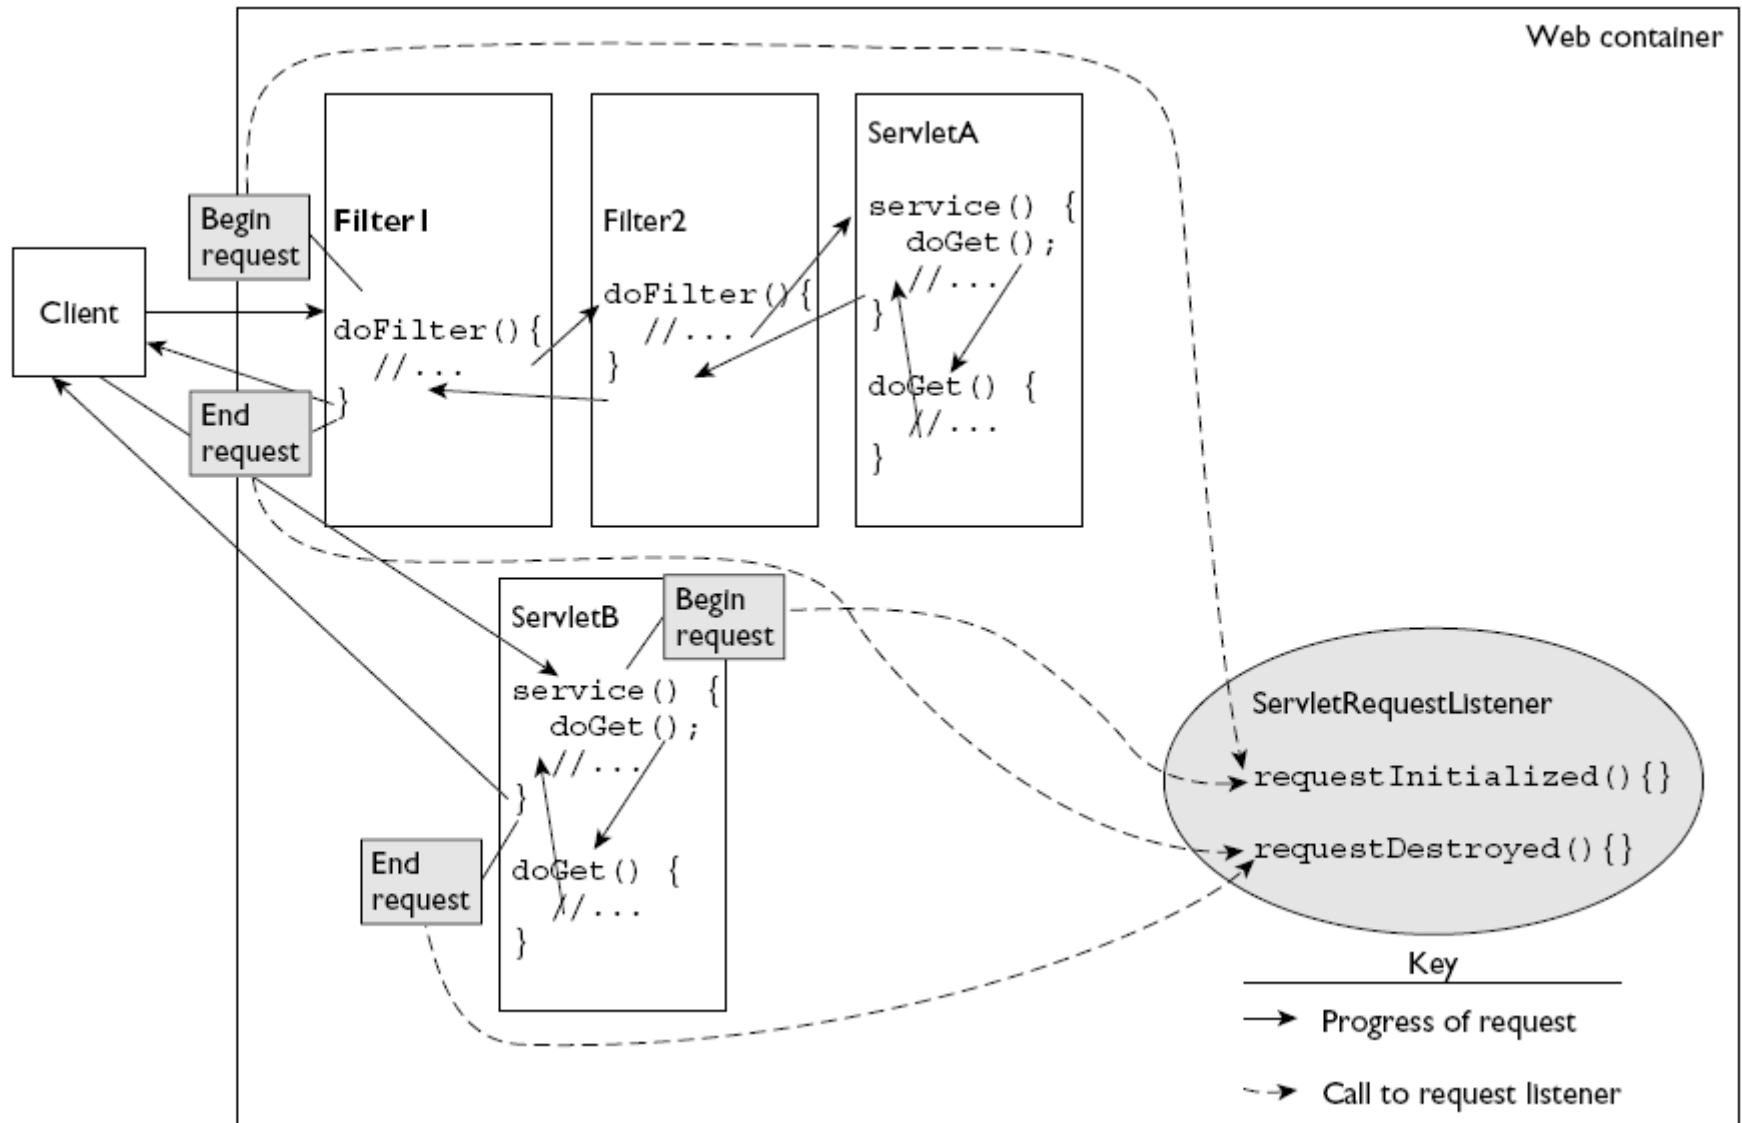 Web container
Begin
request
Client
End
request
Filter1
doFilter(){
//...
}
Filter2
doFilter(){
//...
}
ServletA
service() {
doGet();
//...
}
doGet() {
//...
}
ServletB
service() {
doGet();
//...
}
doGet() {
//...
}
Begin
request
End
request
ServletRequestListener
requestInitialized(){}
requestDestroyed(){}
Key
Progress of request
Call to request listener